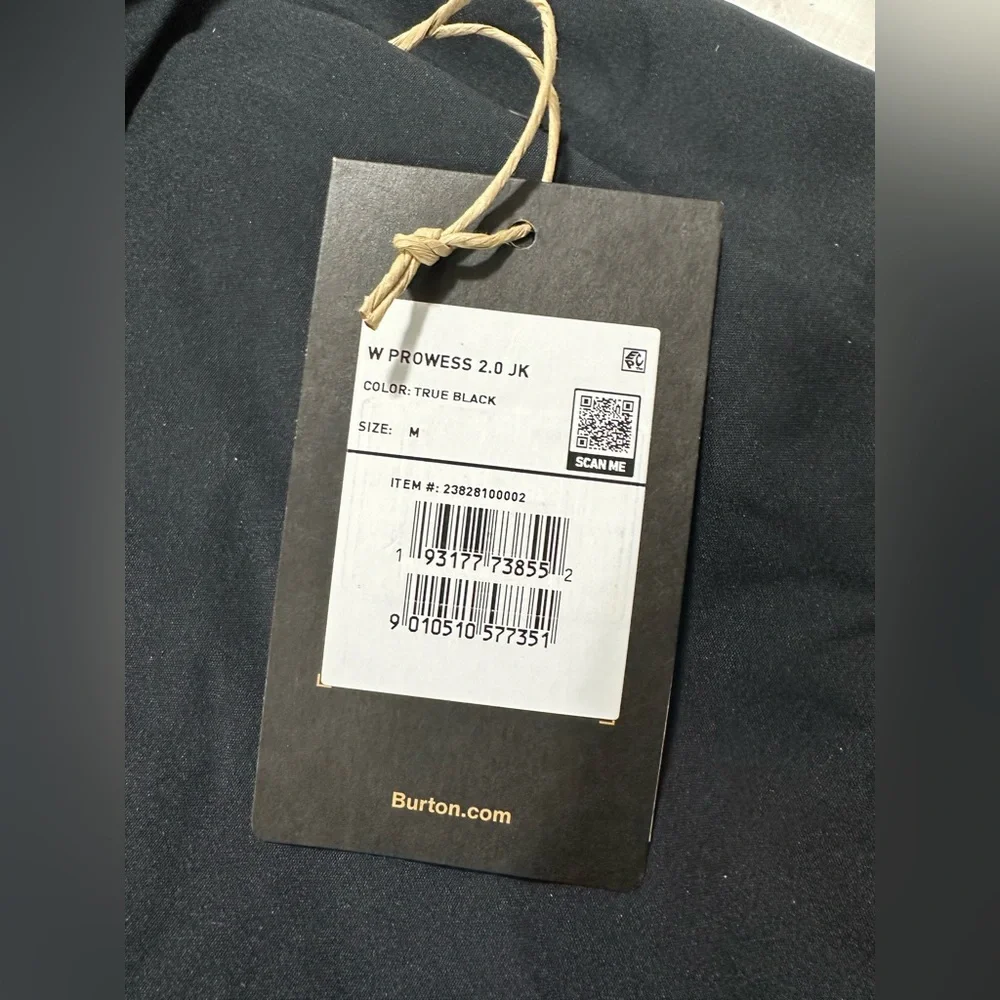 W PROWESS 2.0 JK
COLOR: TRUE BLACK
SIZE: M
SCAN ME
ITEM #: 23828100002
1 93177 73855 2
9 010510 577351
Burton.com